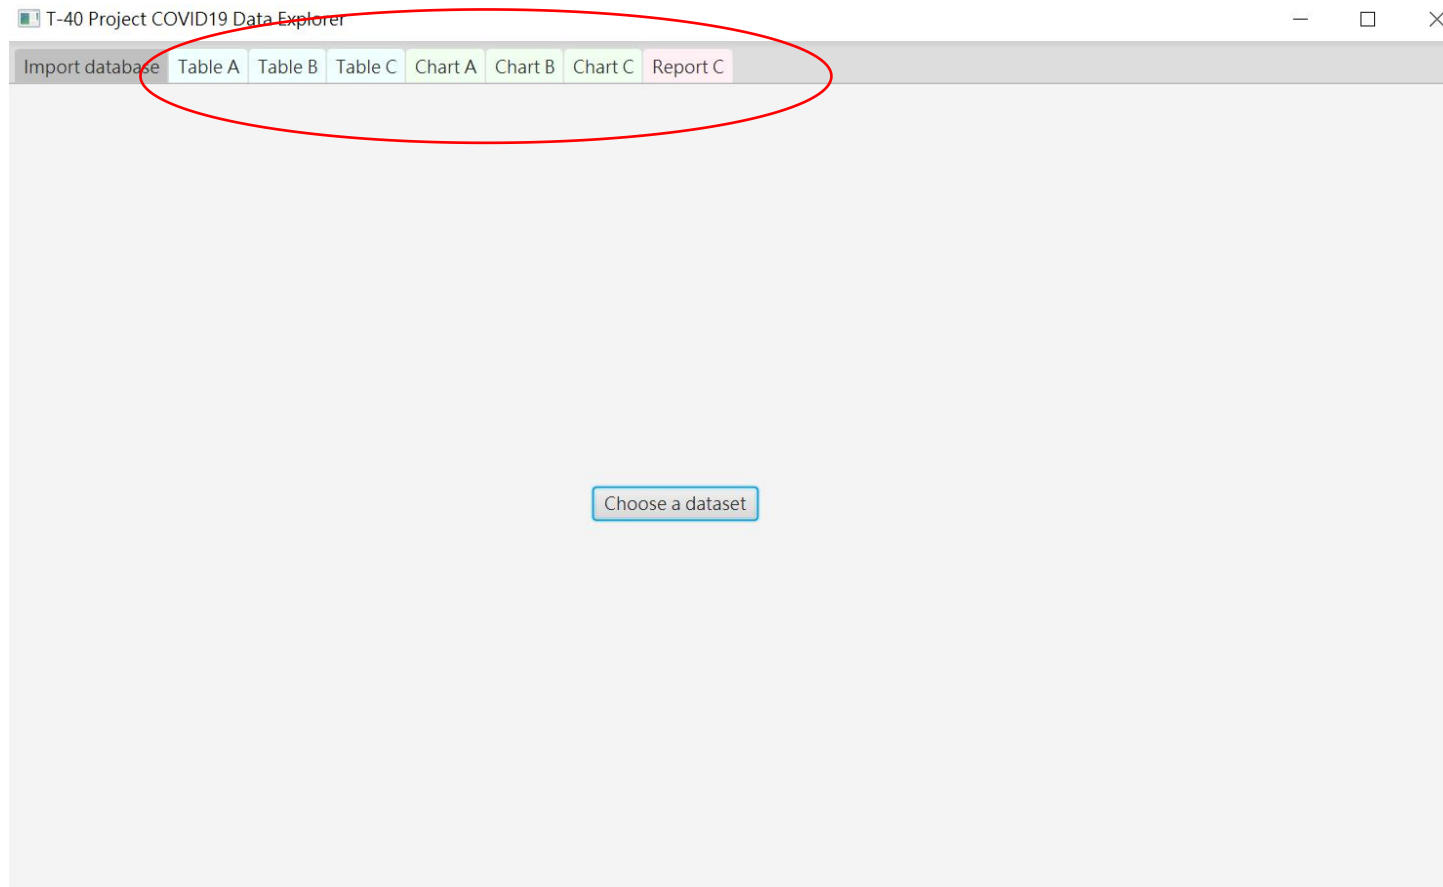 T-40 Project COVID19 Data Explorer
Import database Table A Table B Table C Chart A Chart B Chart C Report C
Choose a dataset